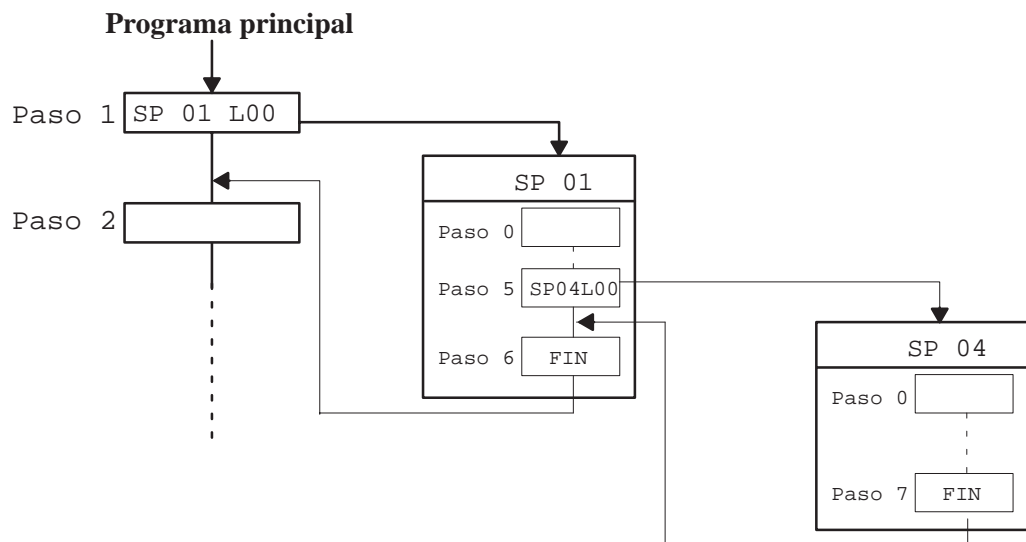 Programa principal
Paso 1 SP 01 L00
SP 01
Paso 2
Paso 0
Paso 5 SP04L00
Paso 6 FIN
SP 04
Paso 0
Paso 7 FIN